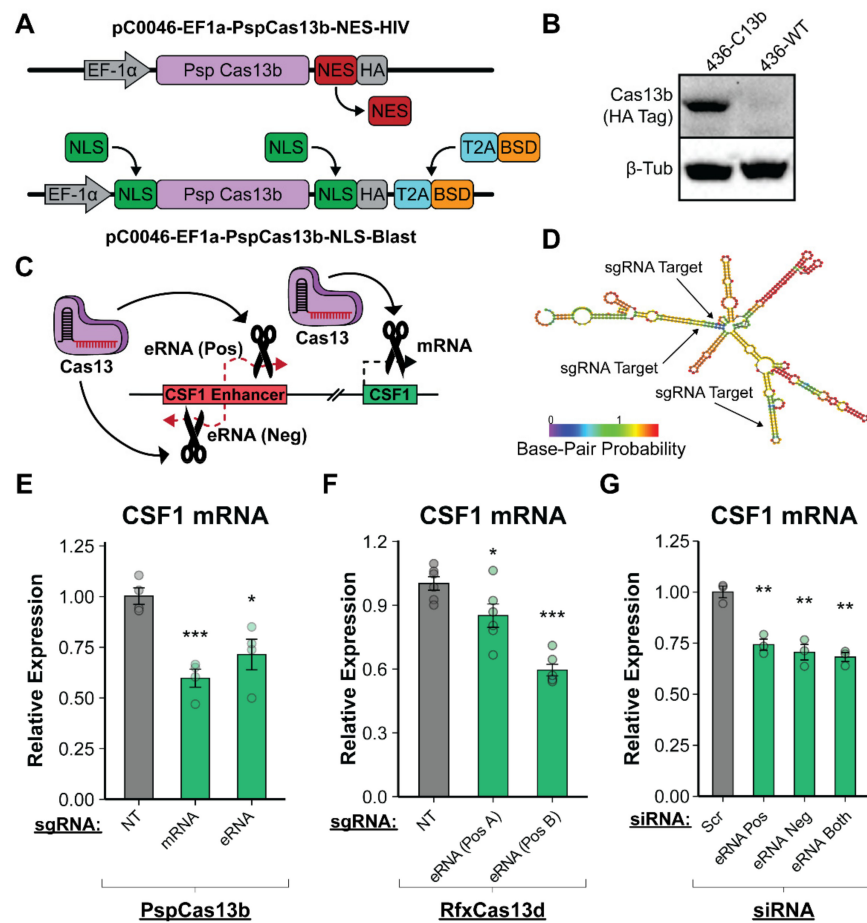 A
pC0046-EF1a-PspCas13b-NES-HIV
EF-1α Psp Cas13b NES HA
NES
NLS NLS T2A BSD
EF-1α NLS Psp Cas13b NLS HA T2A BSD
pC0046-EF1a-PspCas13b-NLS-Blast
B
436-C13b
436-WT
Cas13b
(HA Tag)
β-Tub
C
Cas13
Cas13
eRNA (Pos)
mRNA
CSF1 Enhancer
CSF1
eRNA (Neg)
D
sgRNA Target
sgRNA Target
sgRNA Target
0 1
Base-Pair Probability
E
CSF1 mRNA
Relative Expression
1.25
1.00
0.75
0.50
0.25
0.00
***
*
sgRNA:
NT
mRNA
eRNA
PspCas13b
F
CSF1 mRNA
Relative Expression
1.2
0.9
0.6
0.3
0.0
*
***
sgRNA:
NT
eRNA (Pos A)
eRNA (Pos B)
RfxCas13d
G
CSF1 mRNA
Relative Expression
1.25
1.00
0.75
0.50
0.25
0.00
**
**
**
siRNA:
Scr
eRNA Pos
eRNA Neg
eRNA Both
siRNA